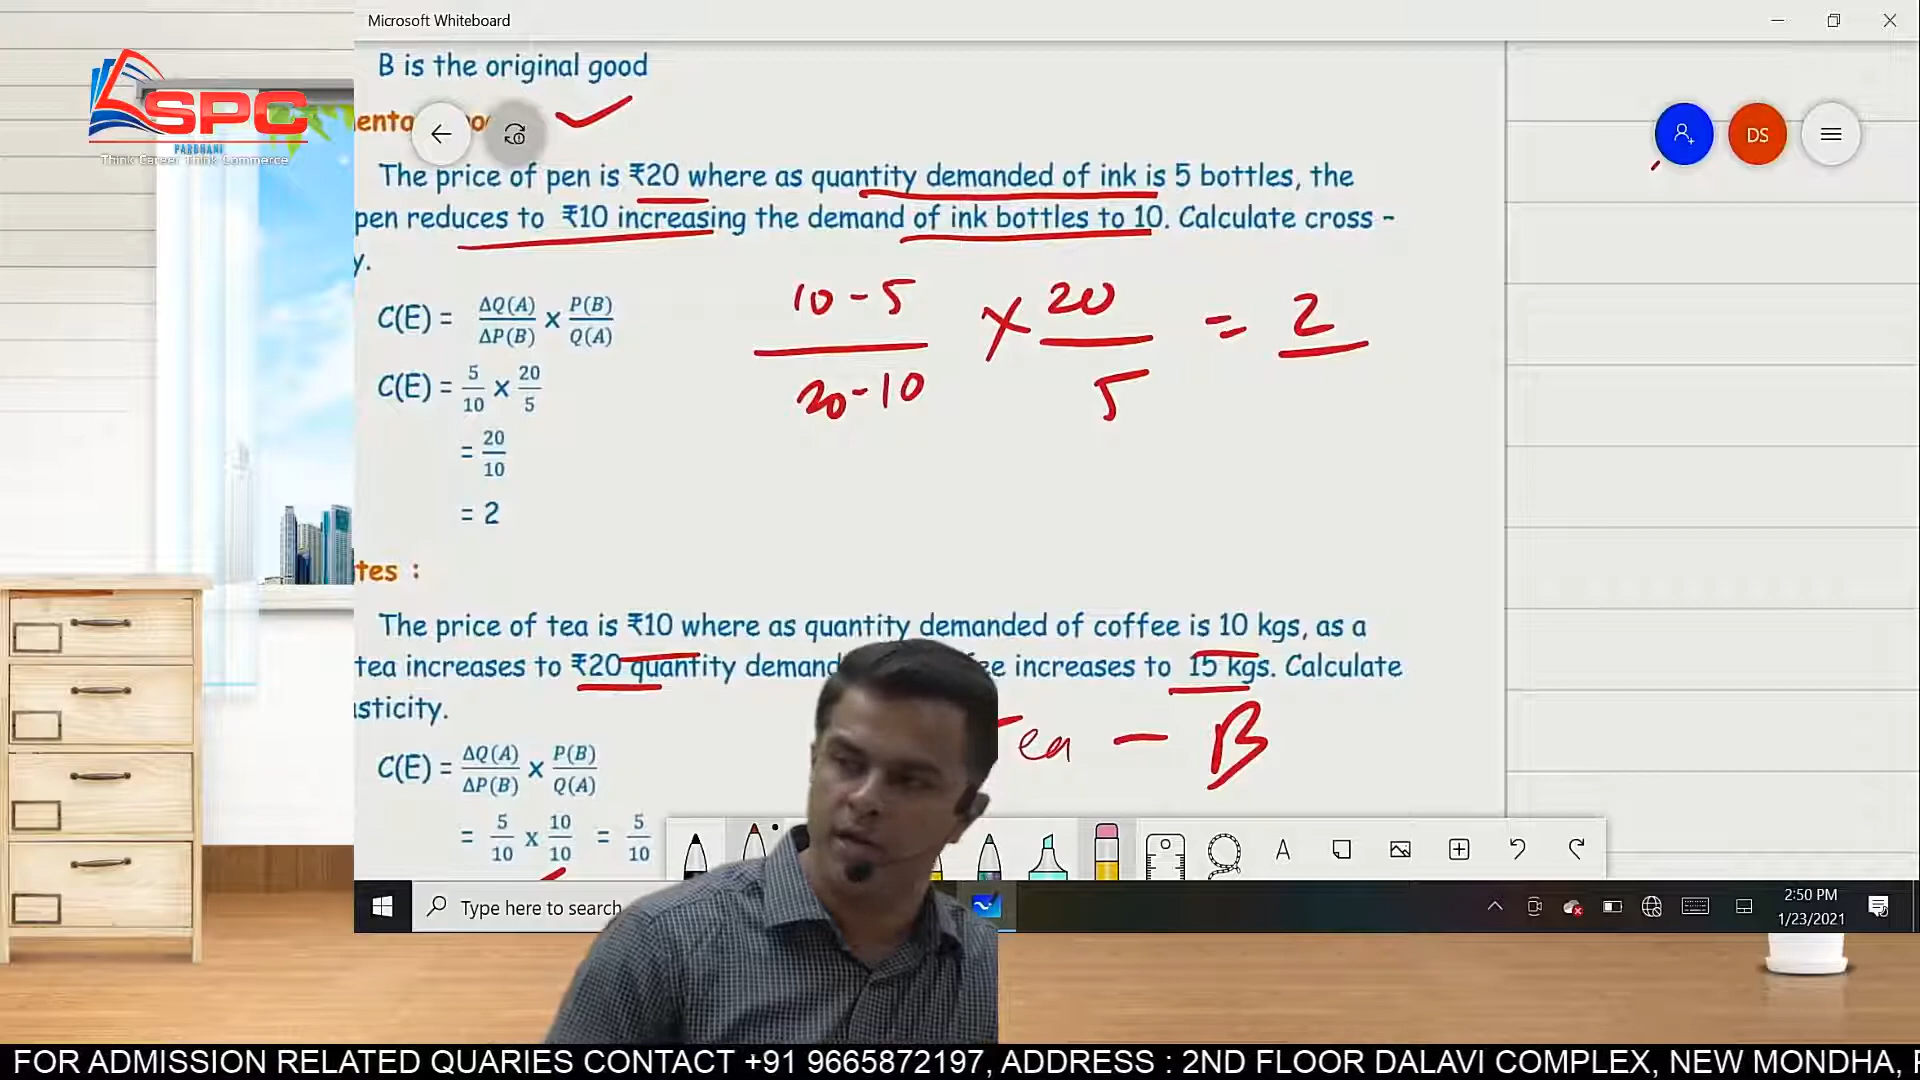 Microsoft Whiteboard
B is the original good
SPC
PARBHANI
Think Career Think Commerce
enta
DS
The price of pen is ₹20 where as quantity demanded of ink is 5 bottles, the
pen reduces to ₹10 increasing the demand of ink bottles to 10. Calculate cross -
y.
C(E) = ΔQ(A)/ΔP(B) × P(B)/Q(A)
10 - 5 / 20 - 10 × 20 / 5 = 2
C(E) = 5/10 × 20/5
= 20/10
= 2
tes :
The price of tea is ₹10 where as quantity demanded of coffee is 10 kgs, as a
tea increases to ₹20 quantity demand ee increases to 15 kgs. Calculate
sticity.
Tea - B
C(E) = ΔQ(A)/ΔP(B) × P(B)/Q(A)
= 5/10 × 10/10 = 5/10
Type here to search
2:50 PM
1/23/2021
FOR ADMISSION RELATED QUARIES CONTACT +91 9665872197, ADDRESS : 2ND FLOOR DALAVI COMPLEX, NEW MONDHA,